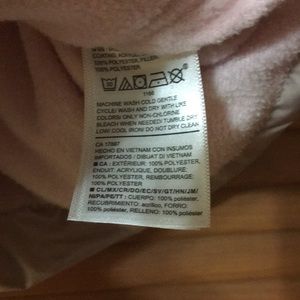 100% POLYESTER
1166
MACHINE WASH COLD GENTLE
CYCLE/ WASH AND DRY WITH LIKE
COLORS/ ONLY NON-CHLORINE
BLEACH WHEN NEEDED/ TUMBLE DRY
LOW/ COOL IRON/ DO NOT DRY CLEAN
CA 17897
HECHO EN VIETNAM CON INSUMOS
IMPORTADOS / DIBUAT DI VIETNAM
CA : EXTÉRIEUR: 100% POLYESTER,
ENDUIT: ACRYLIQUE, DOUBLURE:
100% POLYESTER, REMBOURRAGE:
100% POLYESTER
CL/MX/CR/DO/EC/SV/GT/HN/JM/
NI/PA/PE/TT : CUERPO: 100% poliéster,
RECUBRIMIENTO: acrílico, FORRO:
100% poliéster, RELLENO: 100%
poliéster